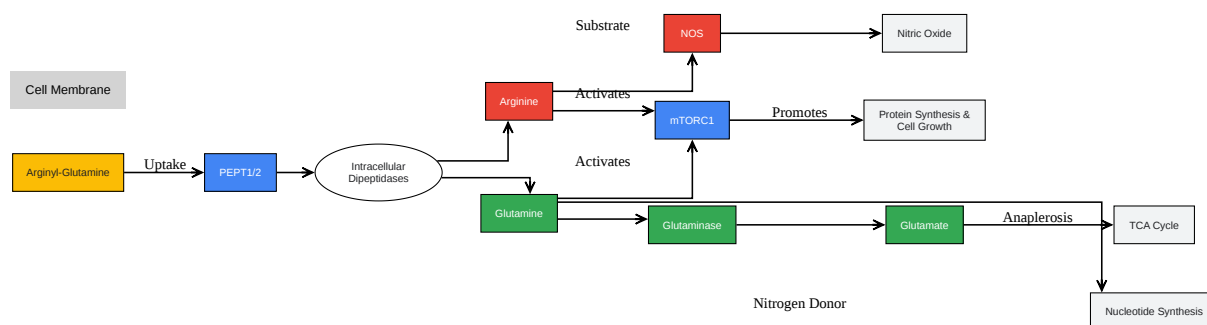 Substrate
NOS
Nitric Oxide
Cell Membrane
Arginine
Activates
mTORC1
Promotes
Protein Synthesis &
Cell Growth
Arginyl-Glutamine
Uptake
PEPT1/2
Intracellular
Dipeptidases
Activates
Glutamine
Glutaminase
Glutamate
Anaplerosis
TCA Cycle
Nitrogen Donor
Nucleotide Synthesis